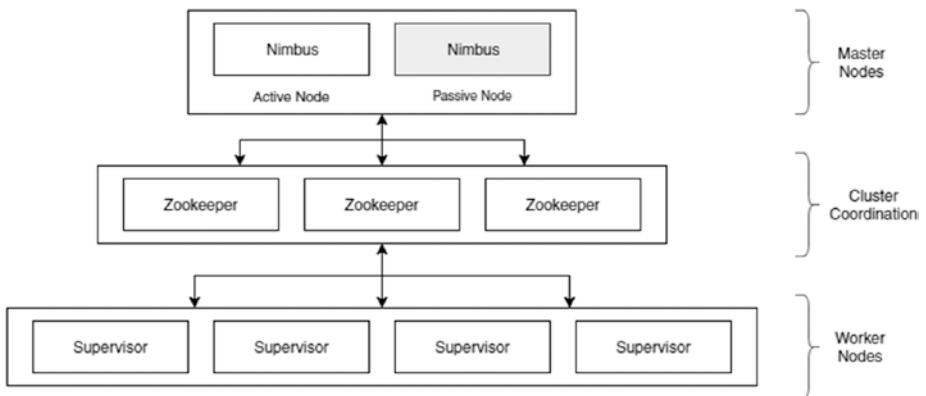 Nimbus
Nimbus
Active Node
Passive Node
Master
Nodes
Zookeeper
Zookeeper
Zookeeper
Cluster
Coordination
Supervisor
Supervisor
Supervisor
Supervisor
Worker
Nodes